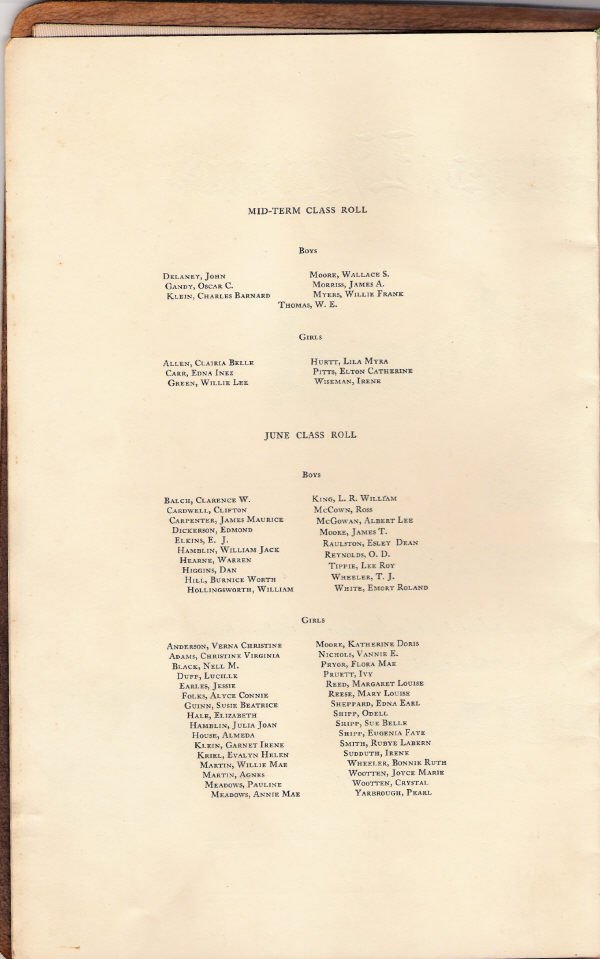 MID-TERM CLASS ROLL
BOYS
DELANEY, JOHN
GANDY, OSCAR C.
KLEIN, CHARLES BARNARD
MOORE, WALLACE S.
MORRISS, JAMES A.
MYERS, WILLIE FRANK
THOMAS, W. E.
GIRLS
ALLEN, CLAIRIA BELLE
CARR, EDNA INEZ
GREEN, WILLIE LEE
HURTT, LILA MYRA
PITTS, ELTON CATHERINE
WISEMAN, IRENE
JUNE CLASS ROLL
BOYS
BALCH, CLARENCE W.
CARDWELL, CLIFTON
CARPENTER, JAMES MAURICE
DICKERSON, EDMOND
ELKINS, E. J.
HAMBLIN, WILLIAM JACK
HEARNE, WARREN
HIGGINS, DAN
HILL, BURNICE WORTH
HOLLINGSWORTH, WILLIAM
KING, L. R. WILLIAM
MCCOWN, ROSS
MCGOWAN, ALBERT LEE
MOORE, JAMES T.
RAULSTON, ESLEY DEAN
REYNOLDS, O. D.
TIPPIE, LEE ROY
WHEELER, T. J.
WHITE, EMORY ROLAND
GIRLS
ANDERSON, VERNA CHRISTINE
ADAMS, CHRISTINE VIRGINIA
BLACK, NELL M.
DUFF, LUCILLE
EARLES, JESSIE
FOLKS, ALYCE CONNIE
GUINN, SUSIE BEATRICE
HALE, ELIZABETH
HAMBLIN, JULIA JOAN
HOUSE, ALMEDA
KLEIN, GARNET IRENE
KRIEL, EVALYN HELEN
MARTIN, WILLIE MAE
MARTIN, AGNES
MEADOWS, PAULINE
MEADOWS, ANNIE MAE
MOORE, KATHERINE DORIS
NICHOLS, VANNIE E.
PRYOR, FLORA MAE
PRUETT, IVY
REED, MARGARET LOUISE
REESE, MARY LOUISE
SHEPPARD, EDNA EARL
SHIPP, ODELL
SHIPP, SUE BELLE
SHIPP, EUGENIA FAYE
SMITH, RUBYE LABERN
SUDDUTH, IRENE
WHEELER, BONNIE RUTH
WOOTTEN, JOYCE MARIE
WOOTTEN, CRYSTAL
YARBROUGH, PEARL